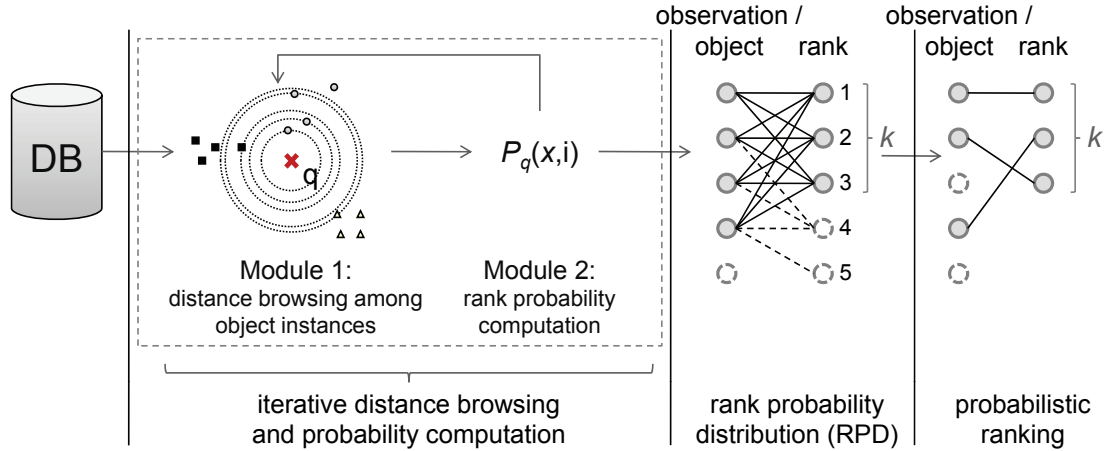 DB
q
P_q(x,i)
Module 1:
distance browsing among
object instances
Module 2:
rank probability
computation
iterative distance browsing
and probability computation
observation /
object rank
1
2
3
4
5
k
rank probability
distribution (RPD)
observation /
object rank
k
probabilistic
ranking